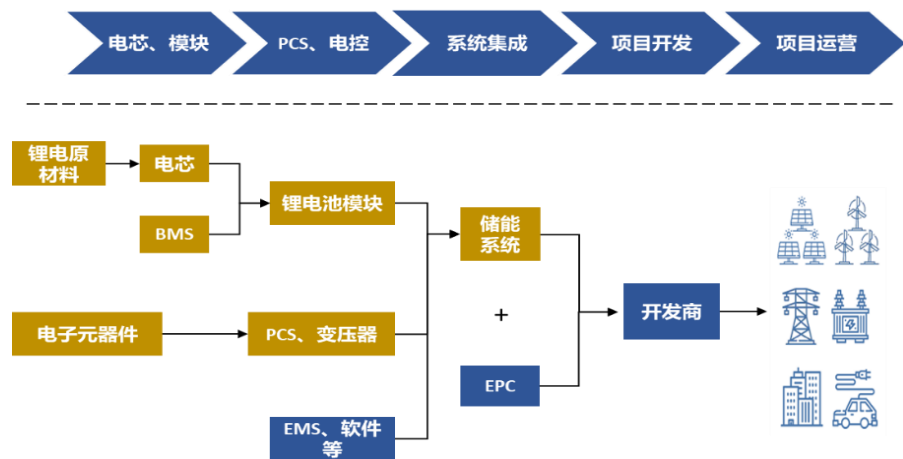 电芯、模块
PCS、电控
系统集成
项目开发
项目运营
锂电原
材料
电芯
BMS
锂电池模块
储能
系统
电子元器件
PCS、变压器
+
开发商
EPC
EMS、软件
等